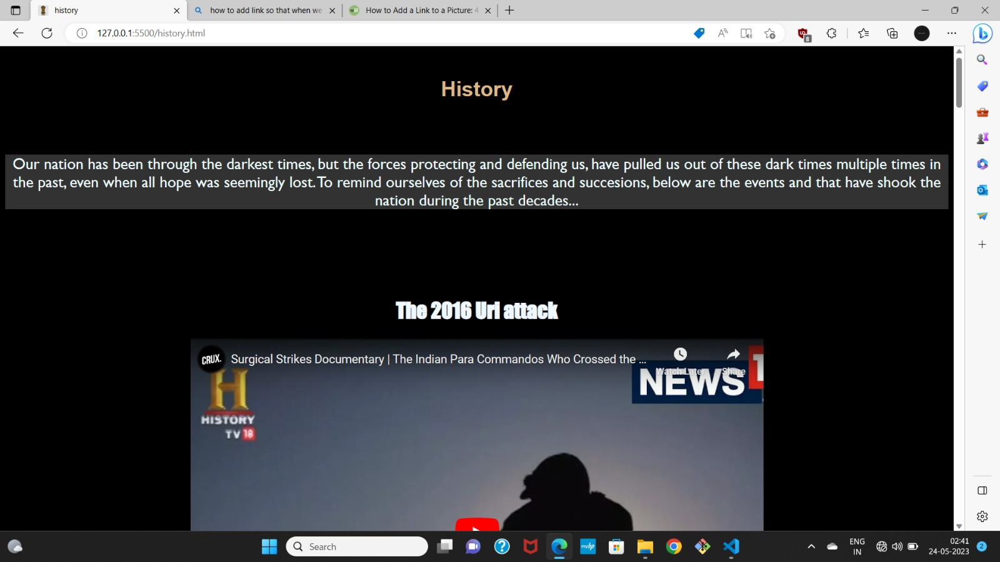 history
how to add link so that when we
How to Add a Link to a Picture: 4
127.0.0.1:5500/history.html
8
History
Our nation has been through the darkest times, but the forces protecting and defending us, have pulled us out of these dark times multiple times in
the past, even when all hope was seemingly lost. To remind ourselves of the sacrifices and succesions, below are the events and that have shook the
nation during the past decades...
The 2016 Uri attack
CRUX.
Surgical Strikes Documentary | The Indian Para Commandos Who Crossed the ...
Watch Later
Share
NEWS 1
H
HISTORY
TV 18
Search
myhp
ENG
IN
02:41
24-05-2023
2